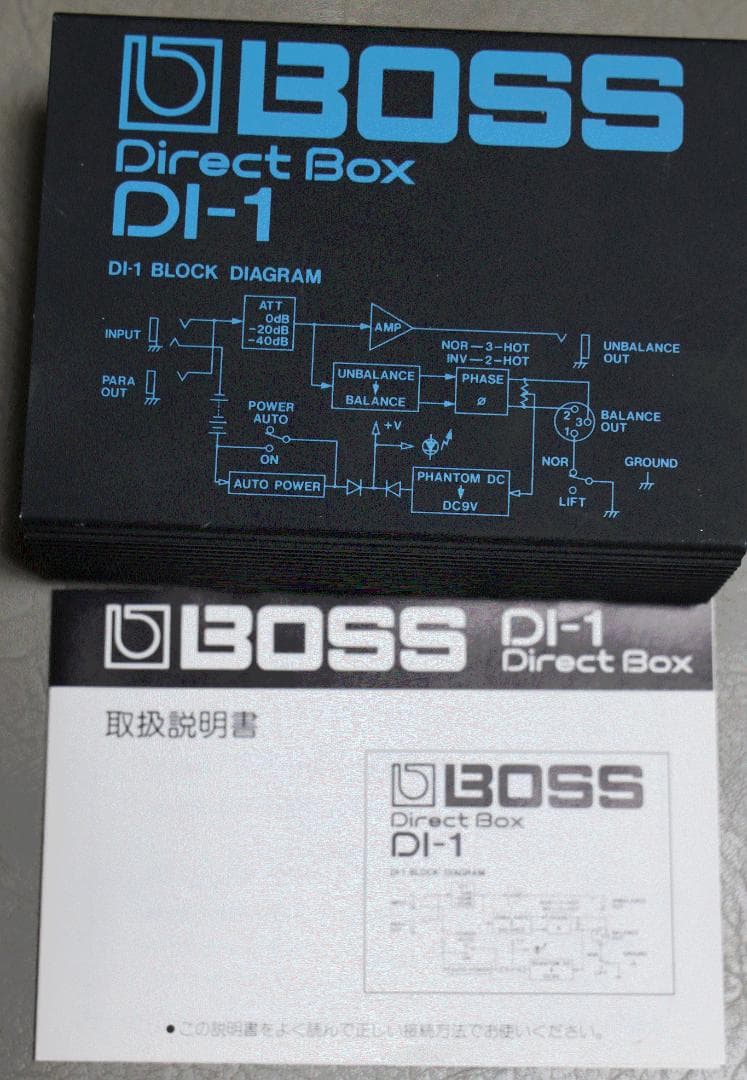 BOSS
Direct Box
DI-1
DI-1 BLOCK DIAGRAM
ATT
0dB
-20dB
-40dB
INPUT
PARA
OUT
AMP
NOR—3-HOT
INV—2-HOT
UNBALANCE
OUT
UNBALANCE
BALANCE
PHASE
ø
2
3
1
BALANCE
OUT
POWER
AUTO
ON
+V
AUTO POWER
PHANTOM DC
DC9V
NOR
LIFT
GROUND
BOSS
DI-1
Direct Box
取扱説明書
BOSS
Direct Box
DI-1
DI-1 BLOCK DIAGRAM
●この説明書をよく読んで正しい接続方法でお使いください。